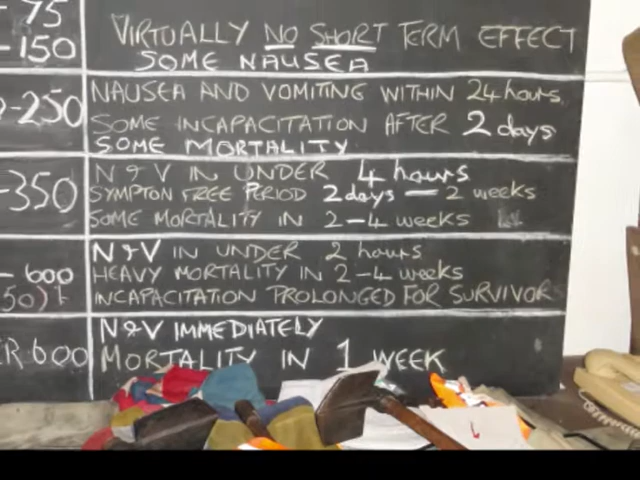 - 75
-150
VIRTUALLY NO SHORT TERM EFFECT
SOME NAUSEA
-250
NAUSEA AND VOMITING WITHIN 24 hours.
SOME INCAPACITATION AFTER 2 days
SOME MORTALITY
-350
N & V IN UNDER 4 hours
SYMPTON FREE PERIOD 2 days — 2 weeks
SOME MORTALITY IN 2-4 weeks
- 600
50)†
N & V IN UNDER 2 hours
HEAVY MORTALITY IN 2-4 weeks
INCAPACITATION PROLONGED FOR SURVIVOR
ER 600
N & V IMMEDIATELY
MORTALITY IN 1 WEEK